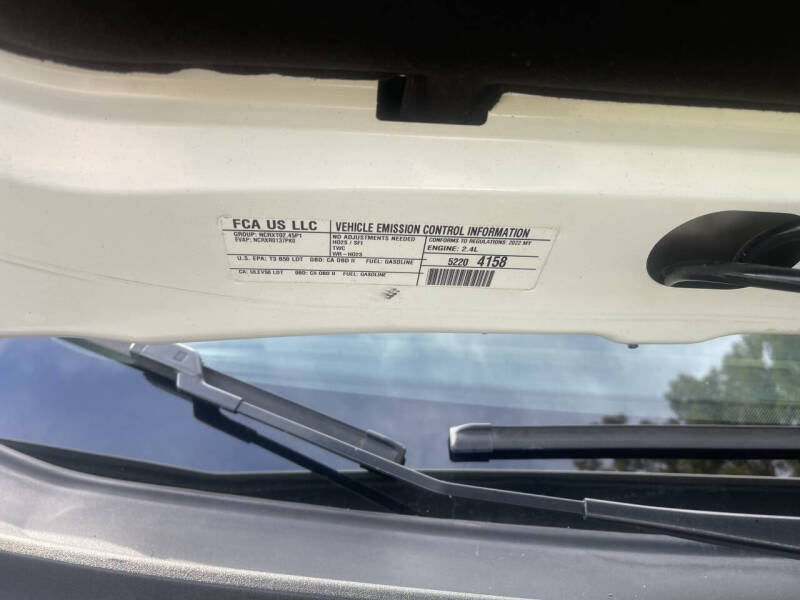 FCA US LLC
GROUP: NCRXT02.45P1
EVAP: NCRXR0137PK0
VEHICLE EMISSION CONTROL INFORMATION
NO ADJUSTMENTS NEEDED
HO2S / SFI
TWC
WR-HO2S
CONFORMS TO REGULATIONS: 2022 MY
ENGINE: 2.4L
U.S. EPA: T3 B50 LDT OBD: CA OBD II FUEL: GASOLINE
CA: ULEV50 LDT OBD: CA OBD II FUEL: GASOLINE
5220 4158